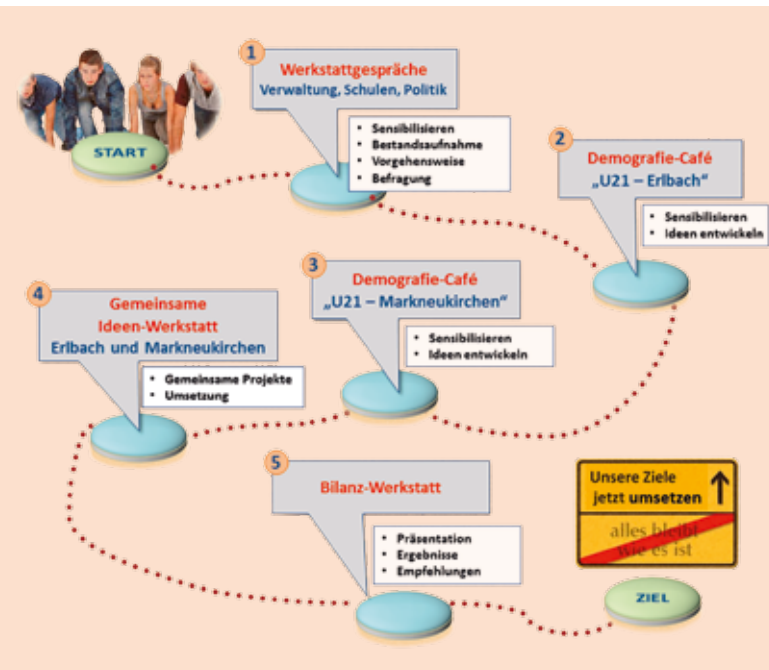 START
1
Werkstattgespräche
Verwaltung, Schulen, Politik
• Sensibilisieren
• Bestandsaufnahme
• Vorgehensweise
• Befragung
2
Demografie-Café
„U21 – Erlbach“
• Sensibilisieren
• Ideen entwickeln
3
Demografie-Café
„U21 – Markneukirchen“
• Sensibilisieren
• Ideen entwickeln
4
Gemeinsame
Ideen-Werkstatt
Erlbach und Markneukirchen
• Gemeinsame Projekte
• Umsetzung
5
Bilanz-Werkstatt
• Präsentation
• Ergebnisse
• Empfehlungen
Unsere Ziele
jetzt umsetzen
alles bleibt
wie es ist
ZIEL